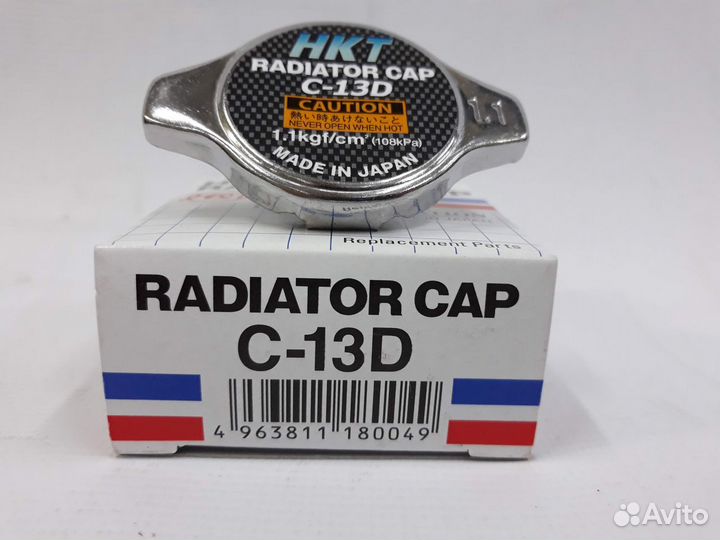 HKT
RADIATOR CAP
C-13D
CAUTION
熱い時あけないこと
NEVER OPEN WHEN HOT
1.1kgf/cm² (108kPa)
MADE IN JAPAN
1.1
Replacement Parts
RADIATOR CAP
C-13D
4 963811 180049
Avito